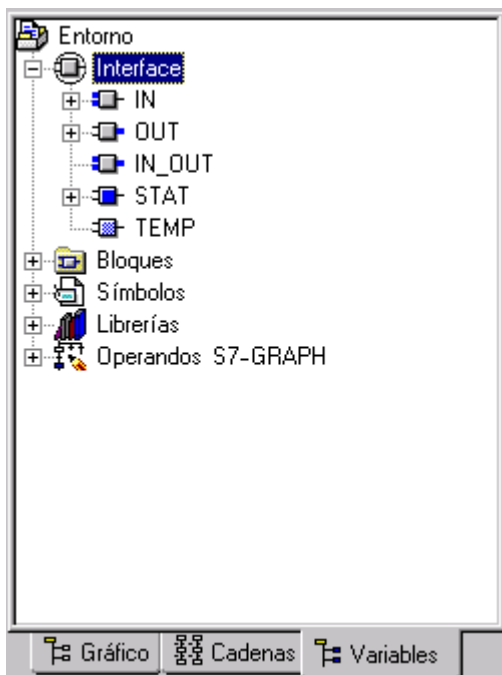 Entorno
Interface
IN
OUT
IN_OUT
STAT
TEMP
Bloques
Símbolos
Librerías
Operandos S7-GRAPH
Gráfico Cadenas Variables